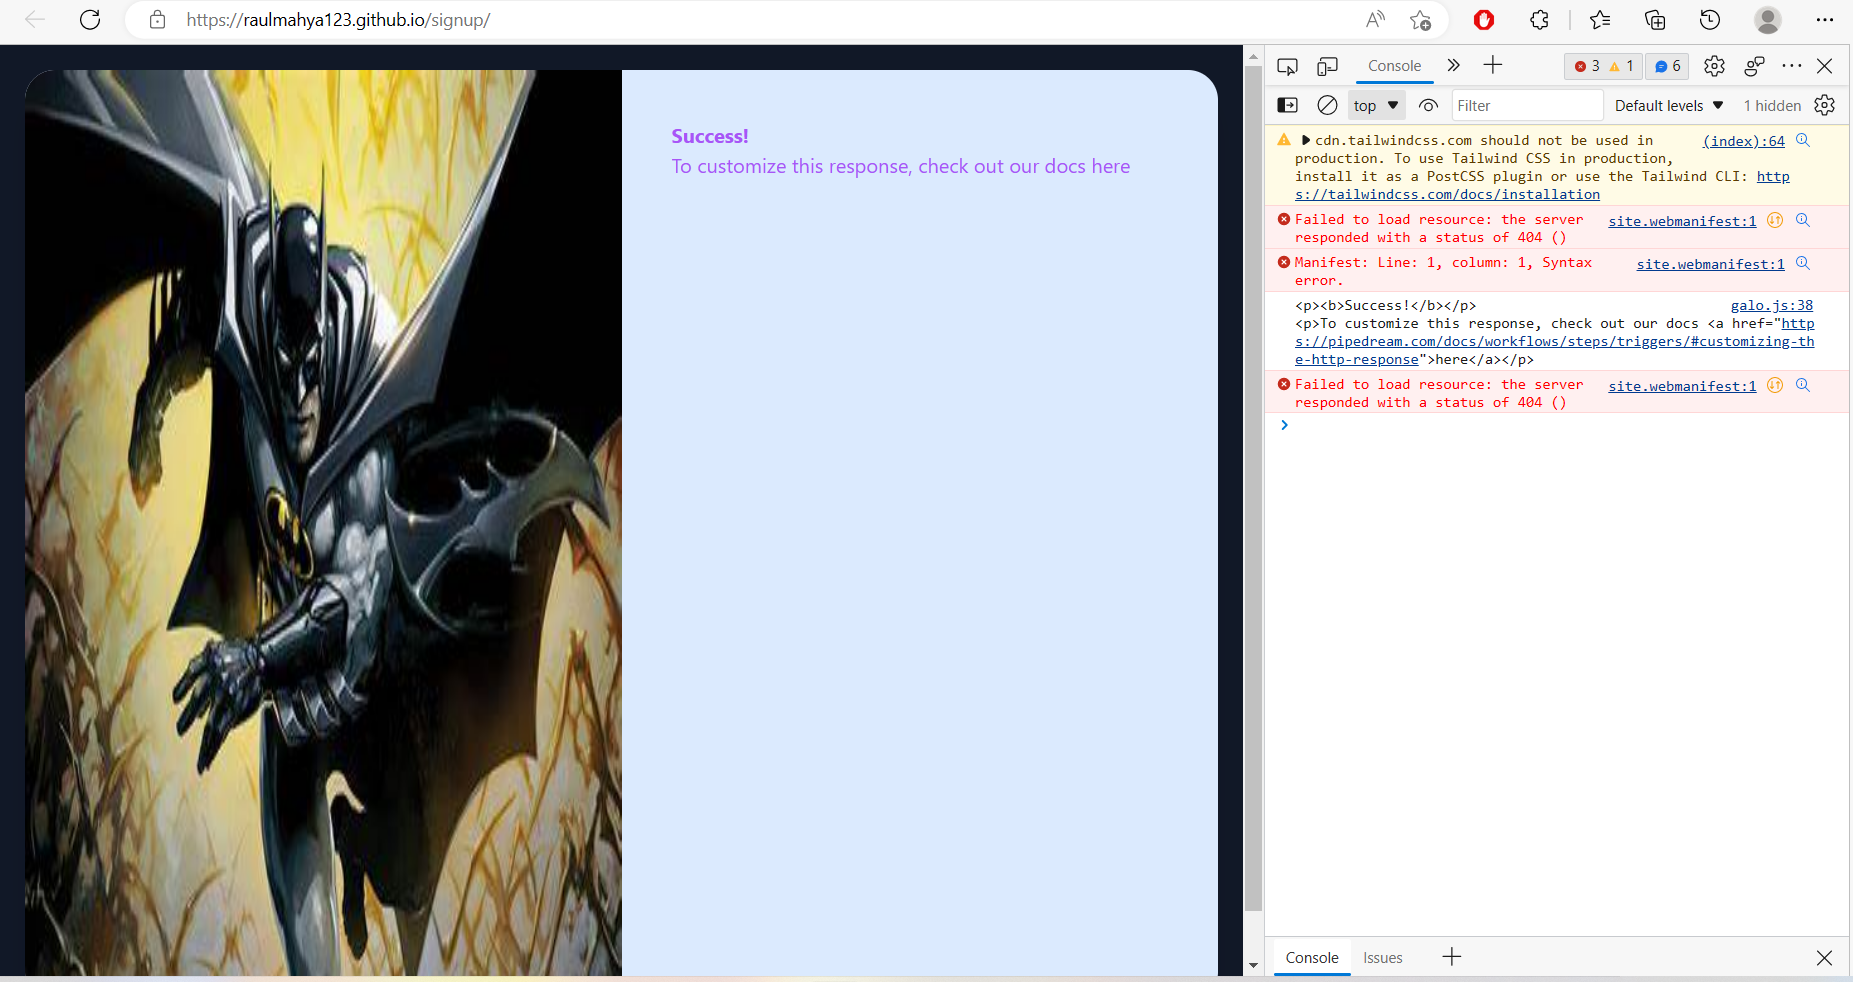 https://raulmahya123.github.io/signup/
Console
3
1
6
top
Filter
Default levels
1 hidden
Success!
To customize this response, check out our docs here
cdn.tailwindcss.com should not be used in (index):64
production. To use Tailwind CSS in production,
install it as a PostCSS plugin or use the Tailwind CLI: http
s://tailwindcss.com/docs/installation
Failed to load resource: the server site.webmanifest:1
responded with a status of 404 ()
Manifest: Line: 1, column: 1, Syntax site.webmanifest:1
error.
<p><b>Success!</b></p> galo.js:38
<p>To customize this response, check out our docs <a href="http
s://pipedream.com/docs/workflows/steps/triggers/#customizing-th
e-http-response">here</a></p>
Failed to load resource: the server site.webmanifest:1
responded with a status of 404 ()
Console
Issues